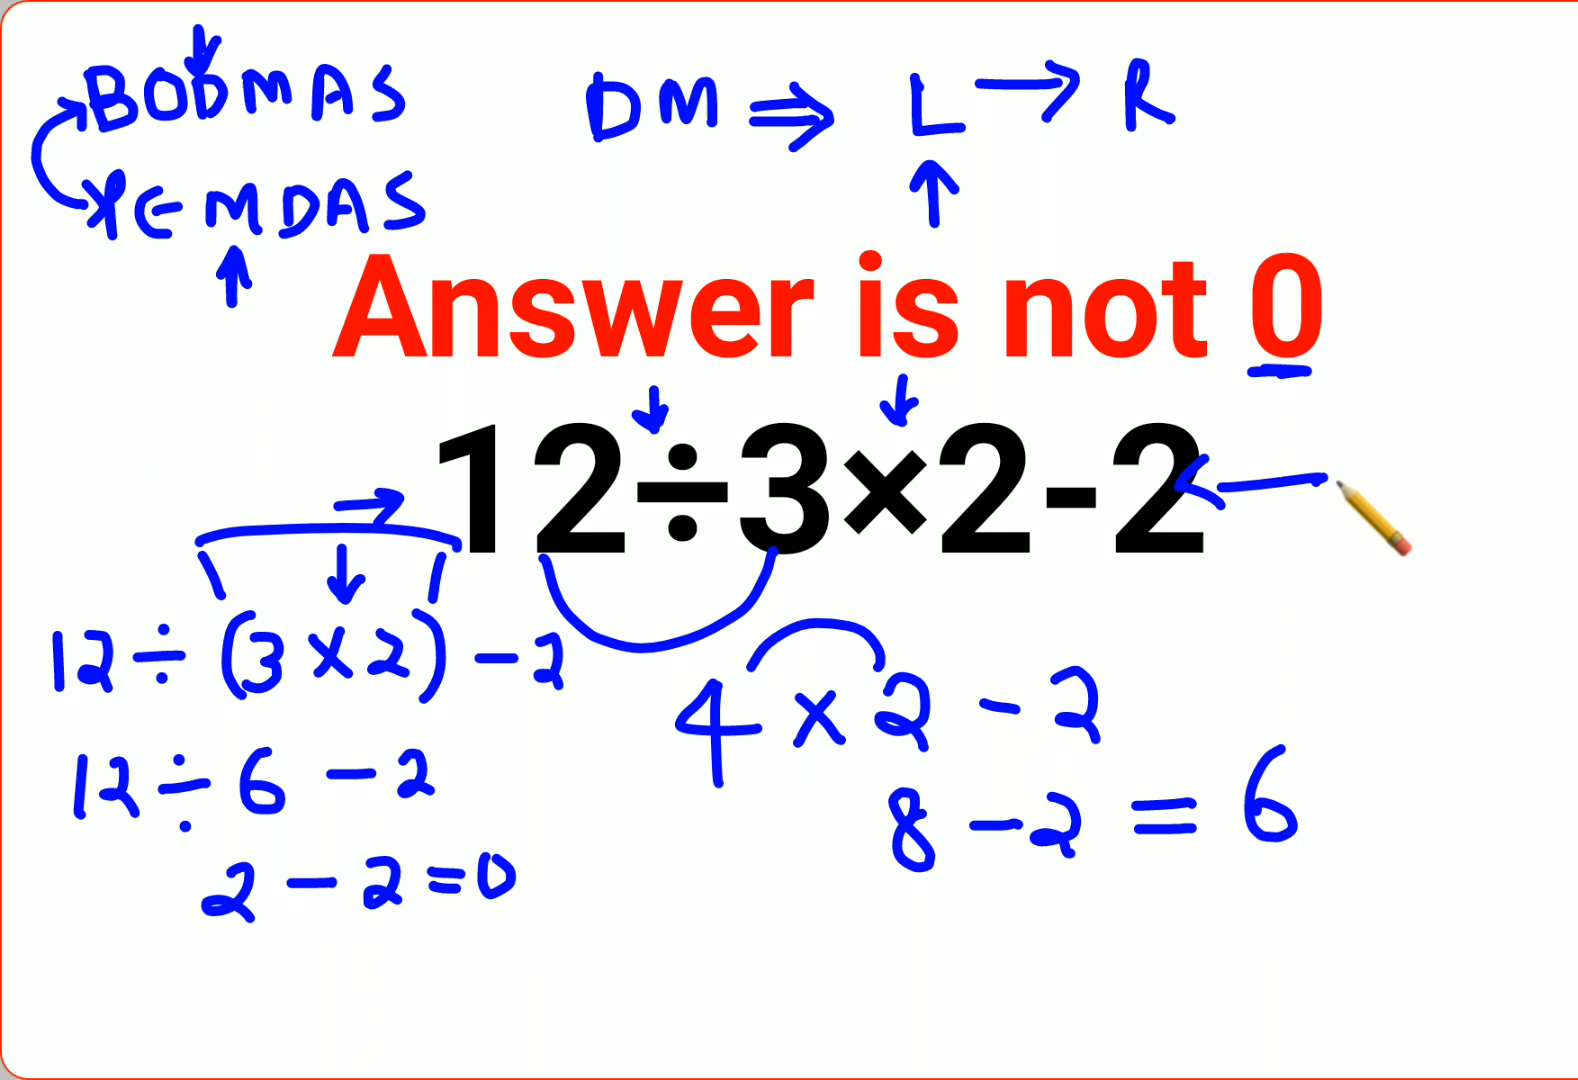 BODMAS DM ⇒ L → R
PEMDAS
Answer is not 0
12÷3×2-2
12 ÷ (3 × 2) - 2
4 × 2 - 2
12 ÷ 6 - 2
8 - 2 = 6
2 - 2 = 0